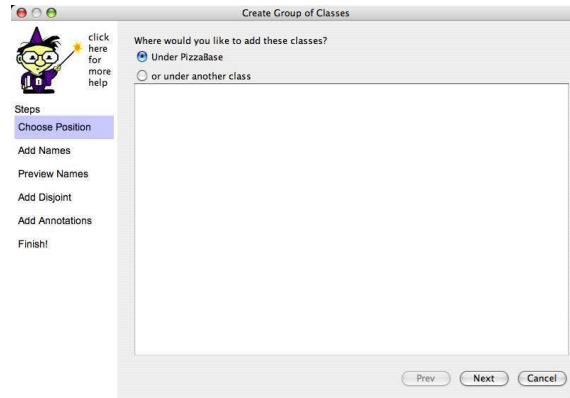 Create Group of Classes
click
here
for
more
help
Steps
Choose Position
Add Names
Preview Names
Add Disjoint
Add Annotations
Finish!
Where would you like to add these classes?
Under PizzaBase
or under another class
Prev Next Cancel